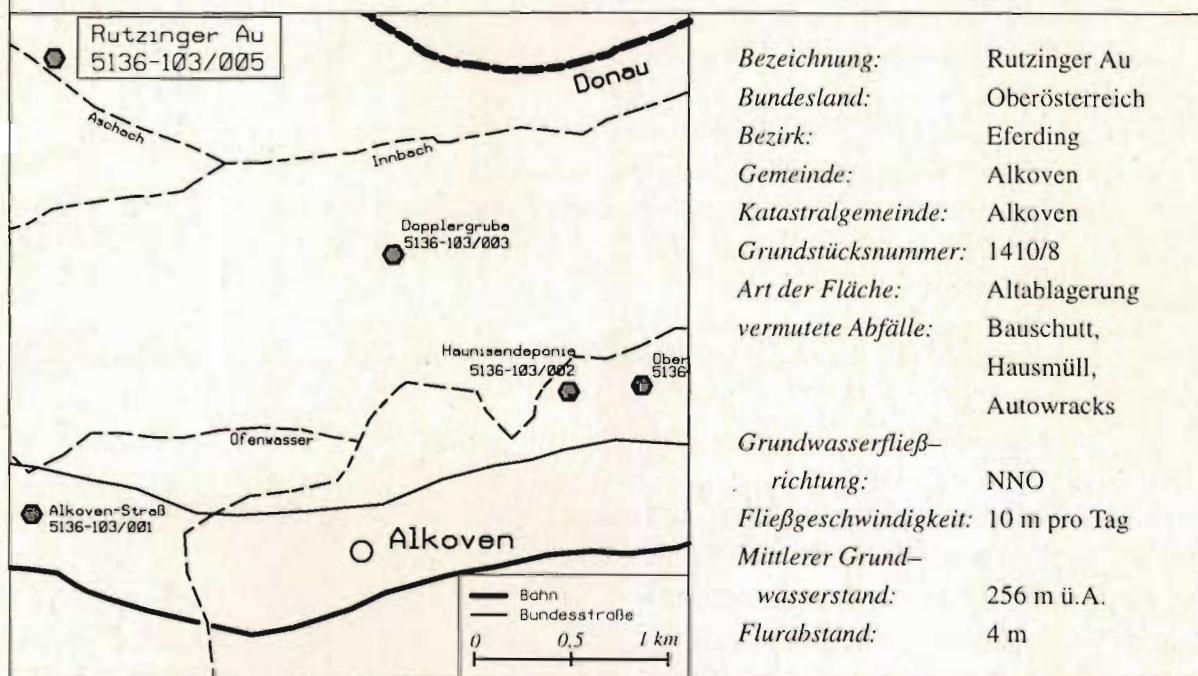 Rutzinger Au
5136-103/005
Donau
Aschach
Innbach
Dopplergrube
5136-103/003
Haunisendeponie
5136-103/002
Ober
5136
Ofenwasser
Alkoven-Straß
5136-103/001
Alkoven
Bahn
Bundesstraße
0 0,5 1 km
Bezeichnung: Rutzinger Au
Bundesland: Oberösterreich
Bezirk: Eferding
Gemeinde: Alkoven
Katastralgemeinde: Alkoven
Grundstücksnummer: 1410/8
Art der Fläche: Altablagerung
vermutete Abfälle: Bauschutt,
Hausmüll,
Autowracks
Grundwasserfließ–
richtung: NNO
Fließgeschwindigkeit: 10 m pro Tag
Mittlerer Grund–
wasserstand: 256 m ü.A.
Flurabstand: 4 m